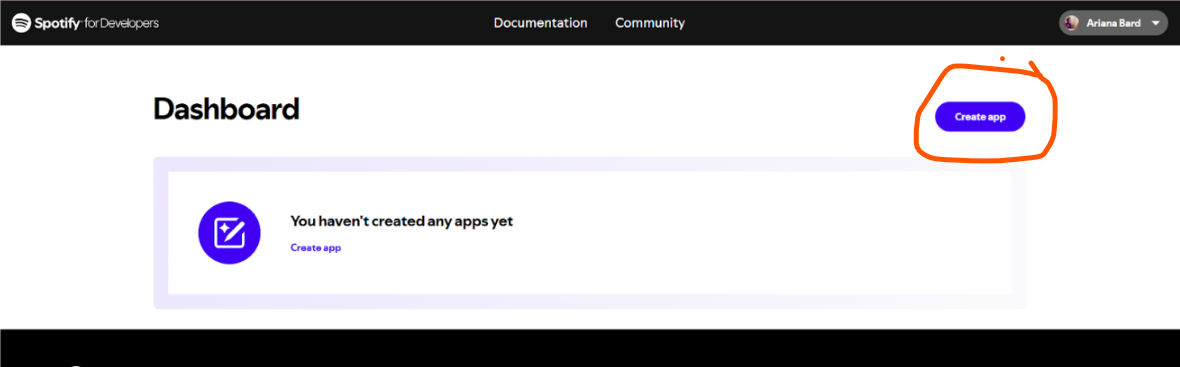 Spotify for Developers
Documentation
Community
Ariana Bard
Dashboard
Create app
You haven't created any apps yet
Create app